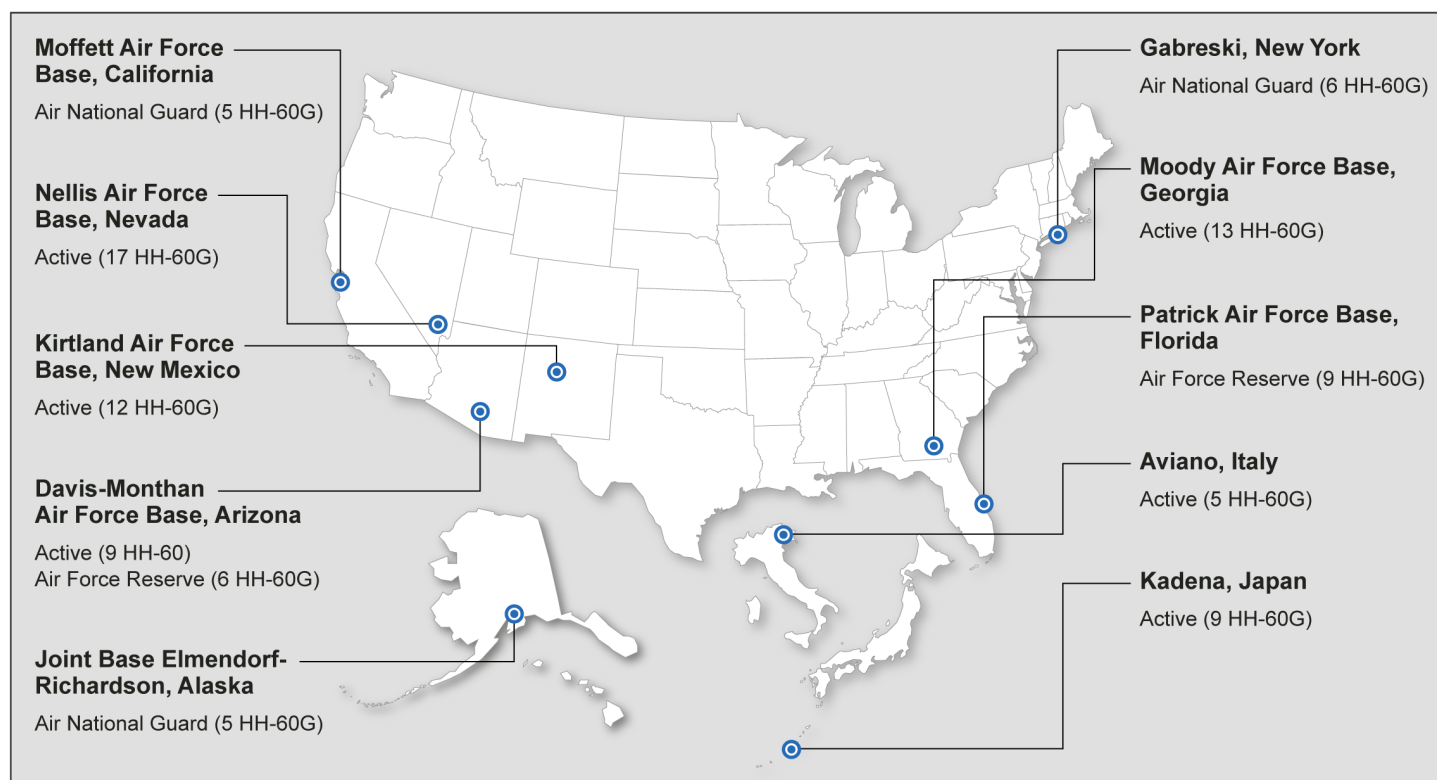 Moffett Air Force
Base, California
Air National Guard (5 HH-60G)
Nellis Air Force
Base, Nevada
Active (17 HH-60G)
Kirtland Air Force
Base, New Mexico
Active (12 HH-60G)
Davis-Monthan
Air Force Base, Arizona
Active (9 HH-60)
Air Force Reserve (6 HH-60G)
Joint Base Elmendorf-
Richardson, Alaska
Air National Guard (5 HH-60G)
Gabreski, New York
Air National Guard (6 HH-60G)
Moody Air Force Base,
Georgia
Active (13 HH-60G)
Patrick Air Force Base,
Florida
Air Force Reserve (9 HH-60G)
Aviano, Italy
Active (5 HH-60G)
Kadena, Japan
Active (9 HH-60G)